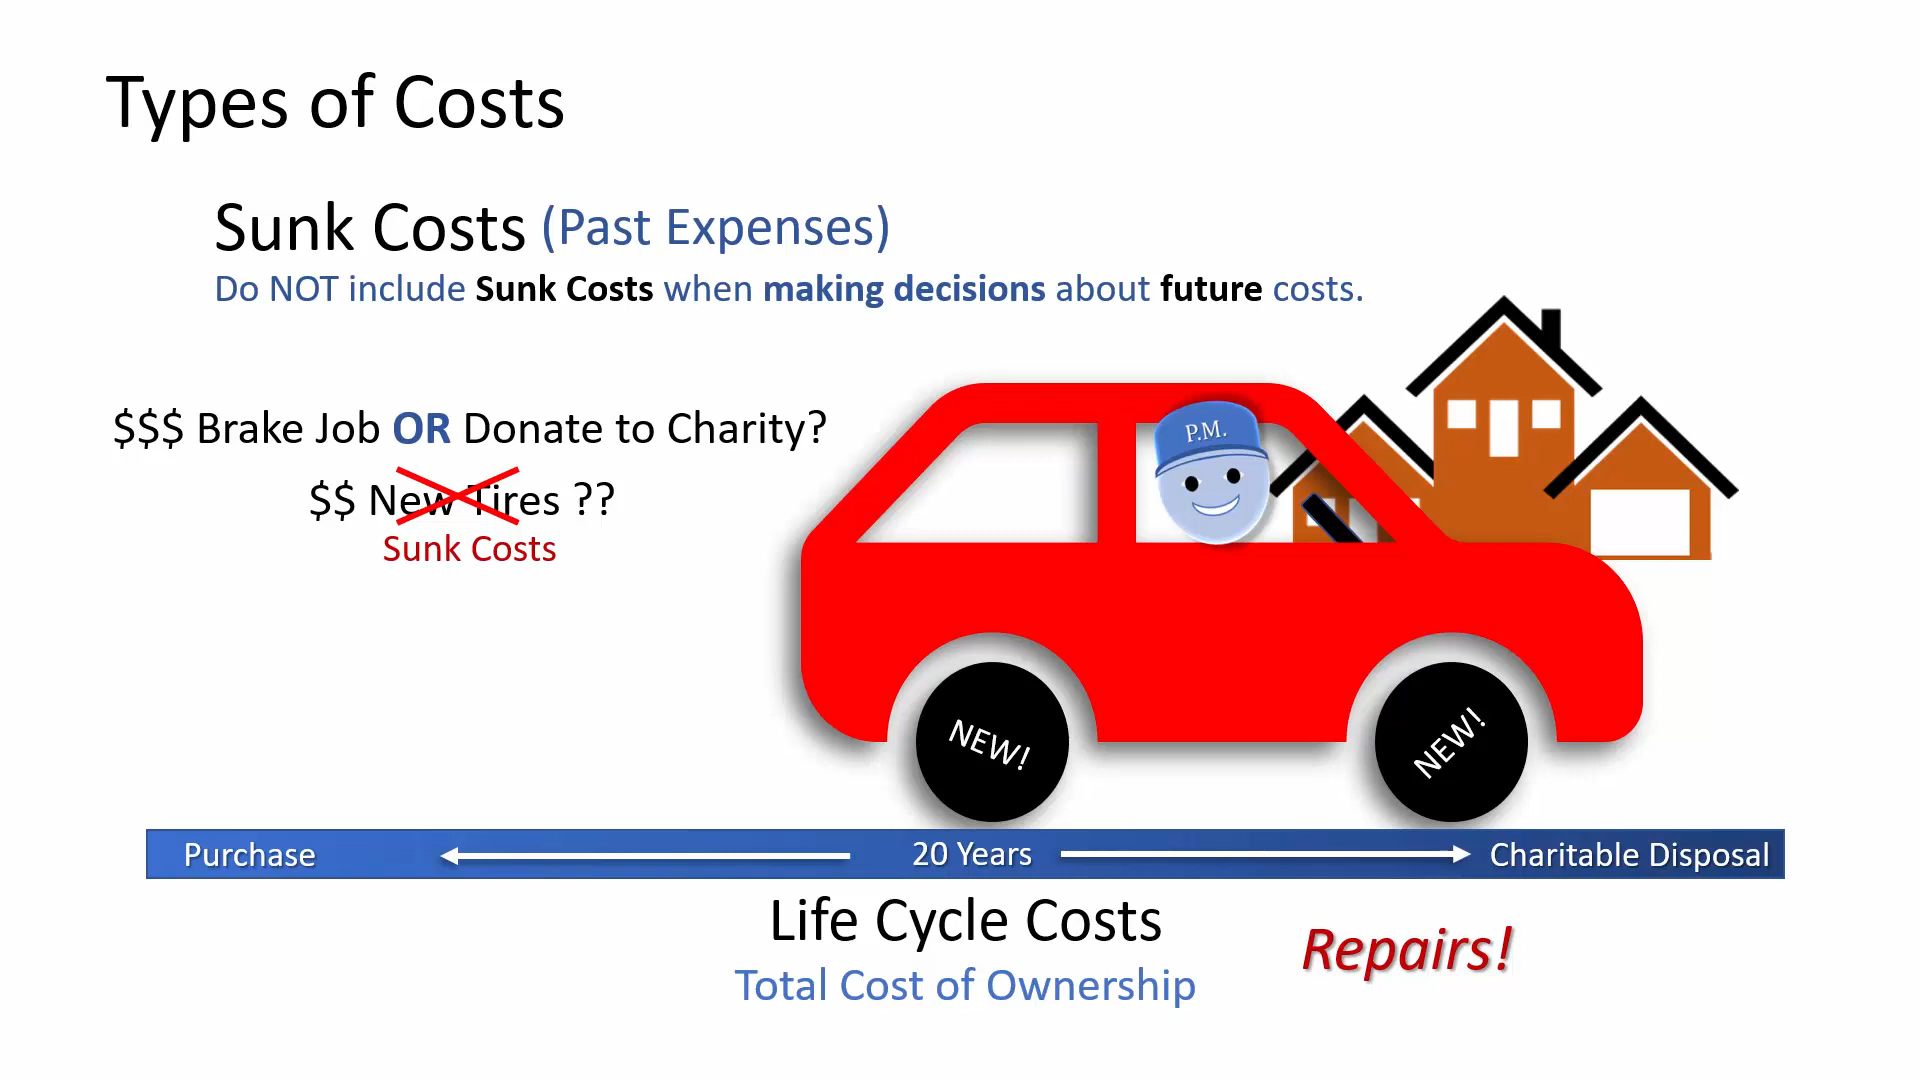 Types of Costs
Sunk Costs (Past Expenses)
Do NOT include Sunk Costs when making decisions about future costs.
$$$ Brake Job OR Donate to Charity?
$$ New Tires ??
Sunk Costs
P.M.
NEW!
NEW!
Purchase
20 Years
Charitable Disposal
Life Cycle Costs
Total Cost of Ownership
Repairs!